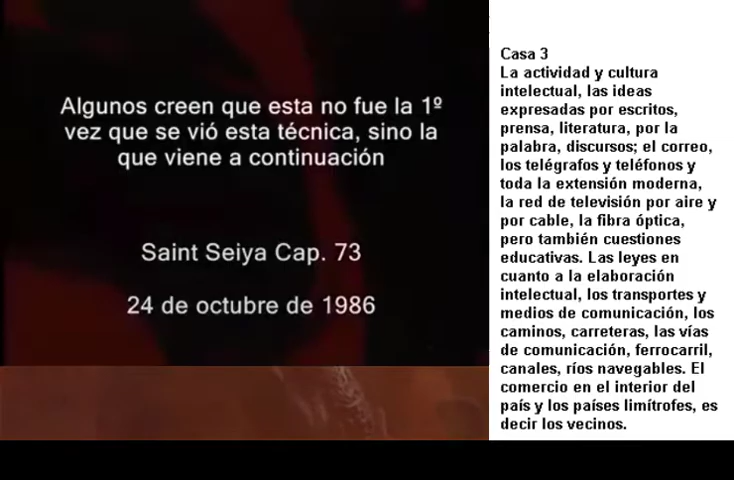 Algunos creen que esta no fue la 1º
vez que se vió esta técnica, sino la
que viene a continuación
Saint Seiya Cap. 73
24 de octubre de 1986
Casa 3
La actividad y cultura
intelectual, las ideas
expresadas por escritos,
prensa, literatura, por la
palabra, discursos; el correo,
los telégrafos y teléfonos y
toda la extensión moderna,
la red de televisión por aire y
por cable, la fibra óptica,
pero también cuestiones
educativas. Las leyes en
cuanto a la elaboración
intelectual, los transportes y
medios de comunicación, los
caminos, carreteras, las vías
de comunicación, ferrocarril,
canales, ríos navegables. El
comercio en el interior del
país y los países limítrofes, es
decir los vecinos.